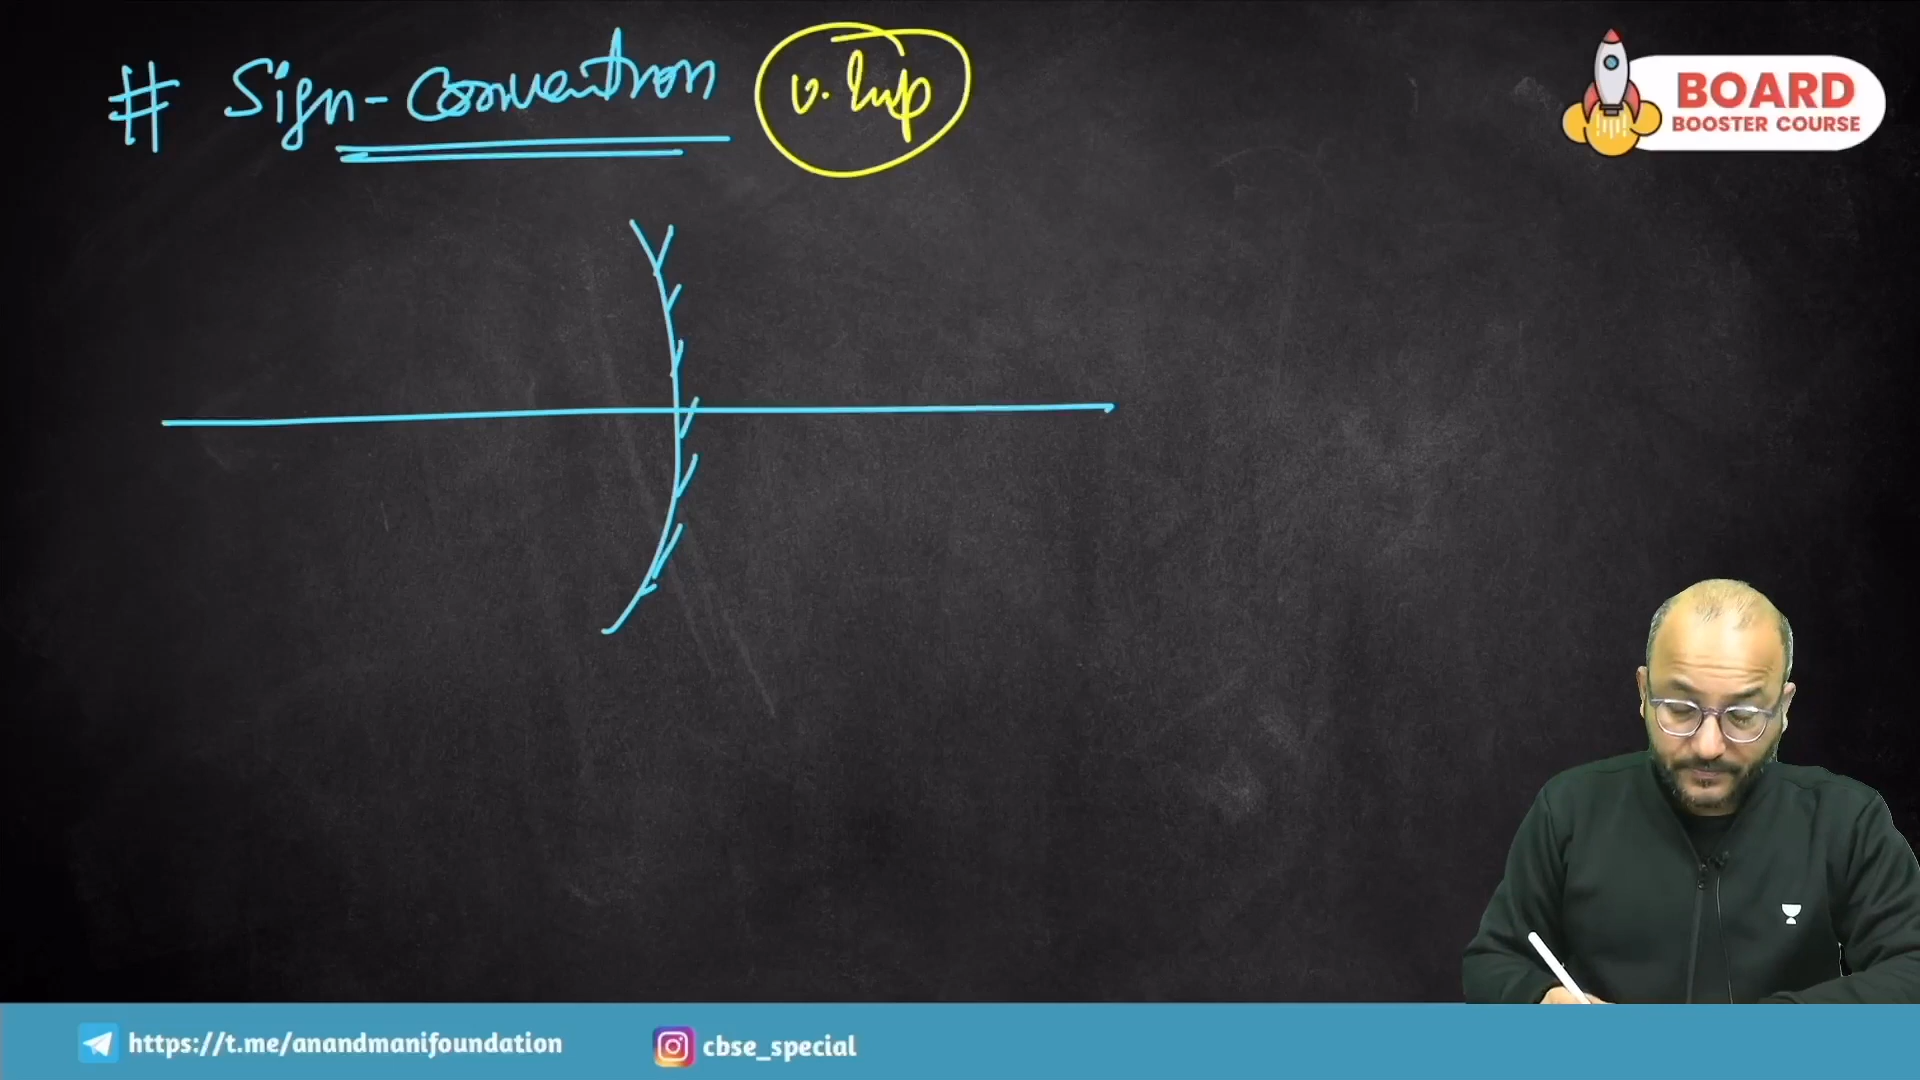 # Sign-Convention v. Imp
BOARD
BOOSTER COURSE
https://t.me/anandmanifoundation
cbse_special